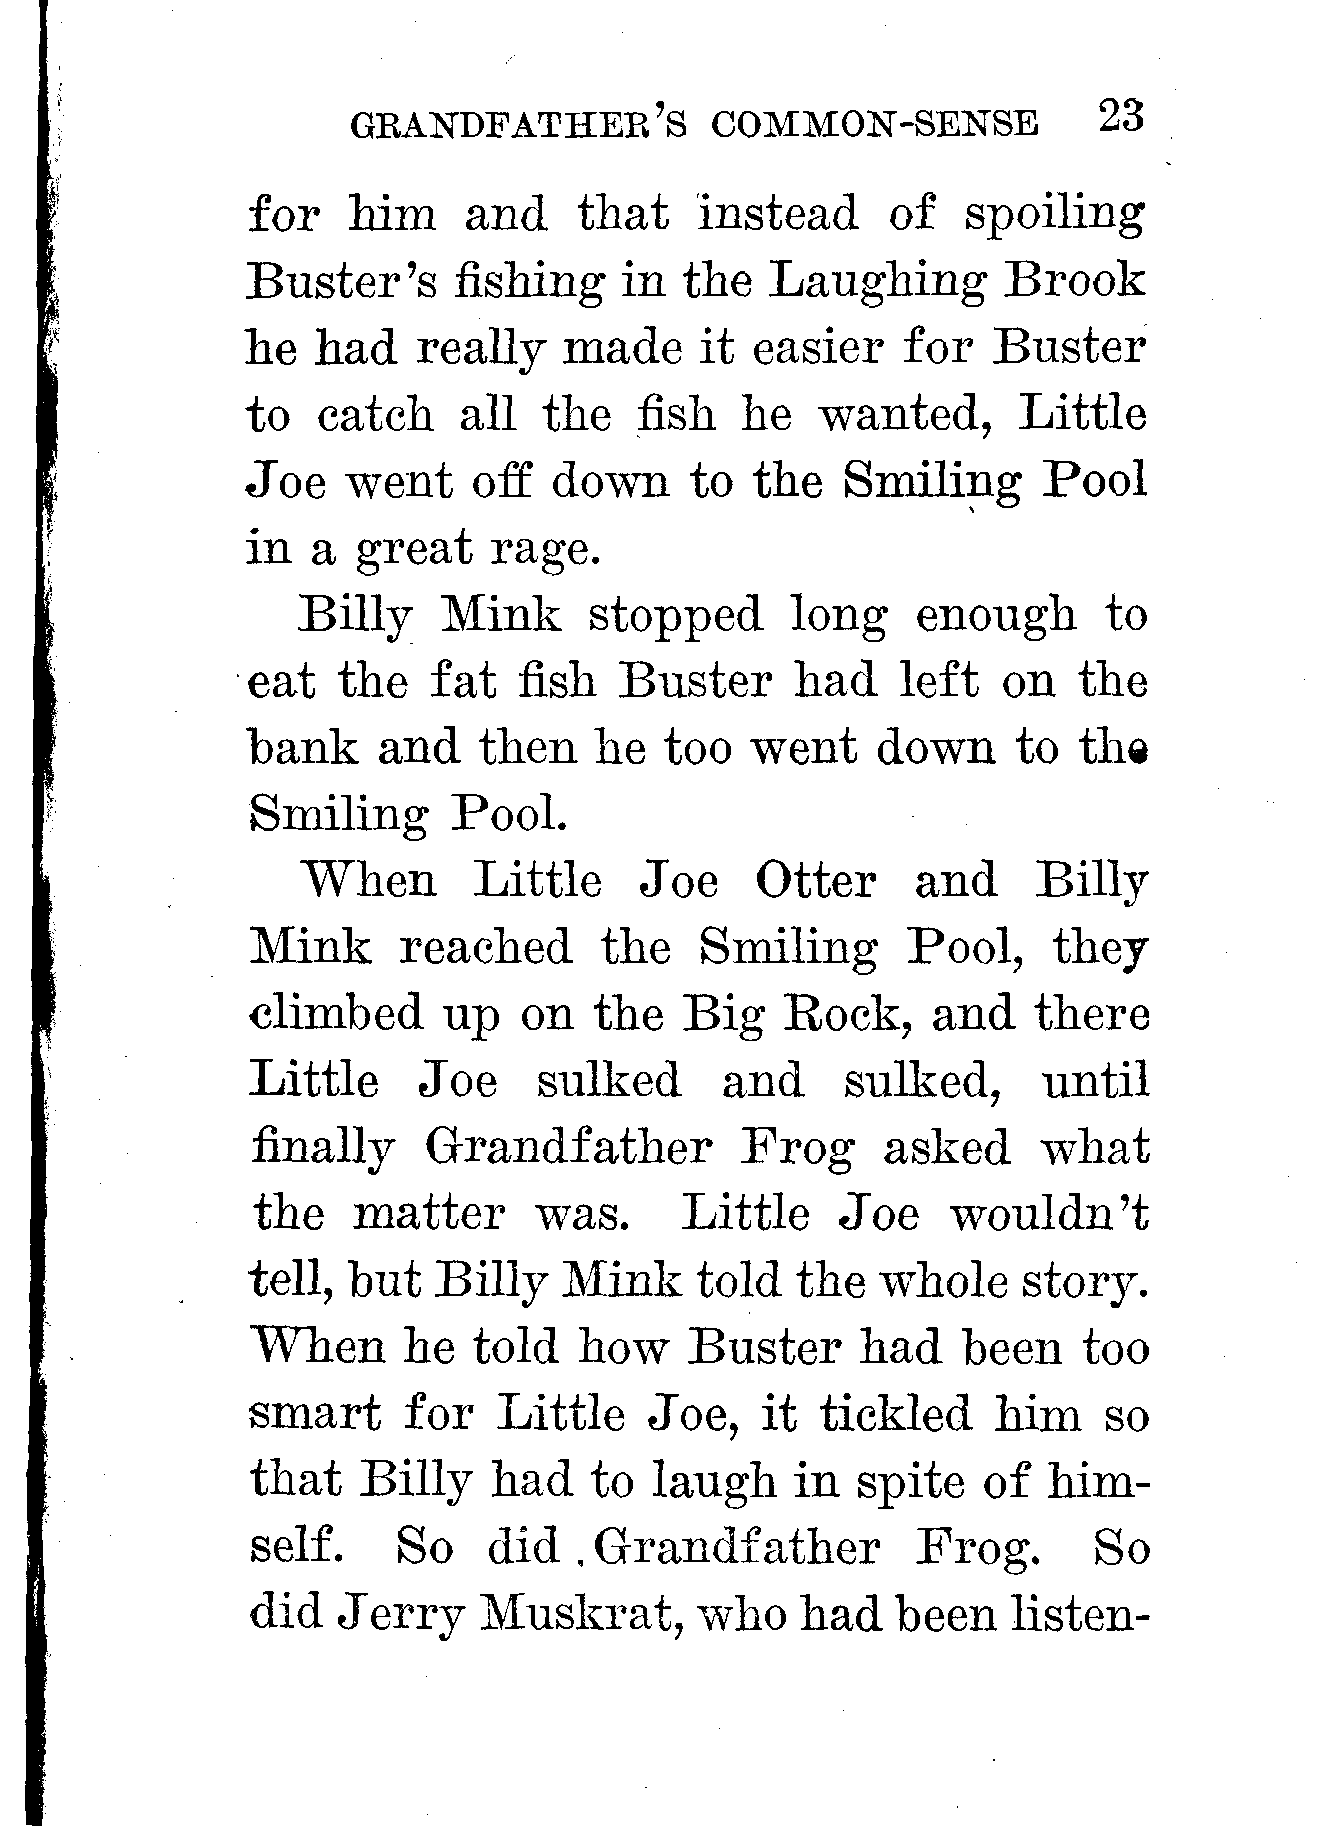 GRANDFATHER'S COMMON-SENSE 23
for him and that instead of spoiling
Buster's fishing in the Laughing Brook
he had really made it easier for Buster
to catch all the fish he wanted, Little
Joe went off down to the Smiling Pool
in a great rage.
Billy Mink stopped long enough to
eat the fat fish Buster had left on the
bank and then he too went down to the
Smiling Pool.
When Little Joe Otter and Billy
Mink reached the Smiling Pool, they
climbed up on the Big Rock, and there
Little Joe sulked and sulked, until
finally Grandfather Frog asked what
the matter was. Little Joe wouldn't
tell, but Billy Mink told the whole story.
When he told how Buster had been too
smart for Little Joe, it tickled him so
that Billy had to laugh in spite of him-
self. So did Grandfather Frog. So
did Jerry Muskrat, who had been listen-